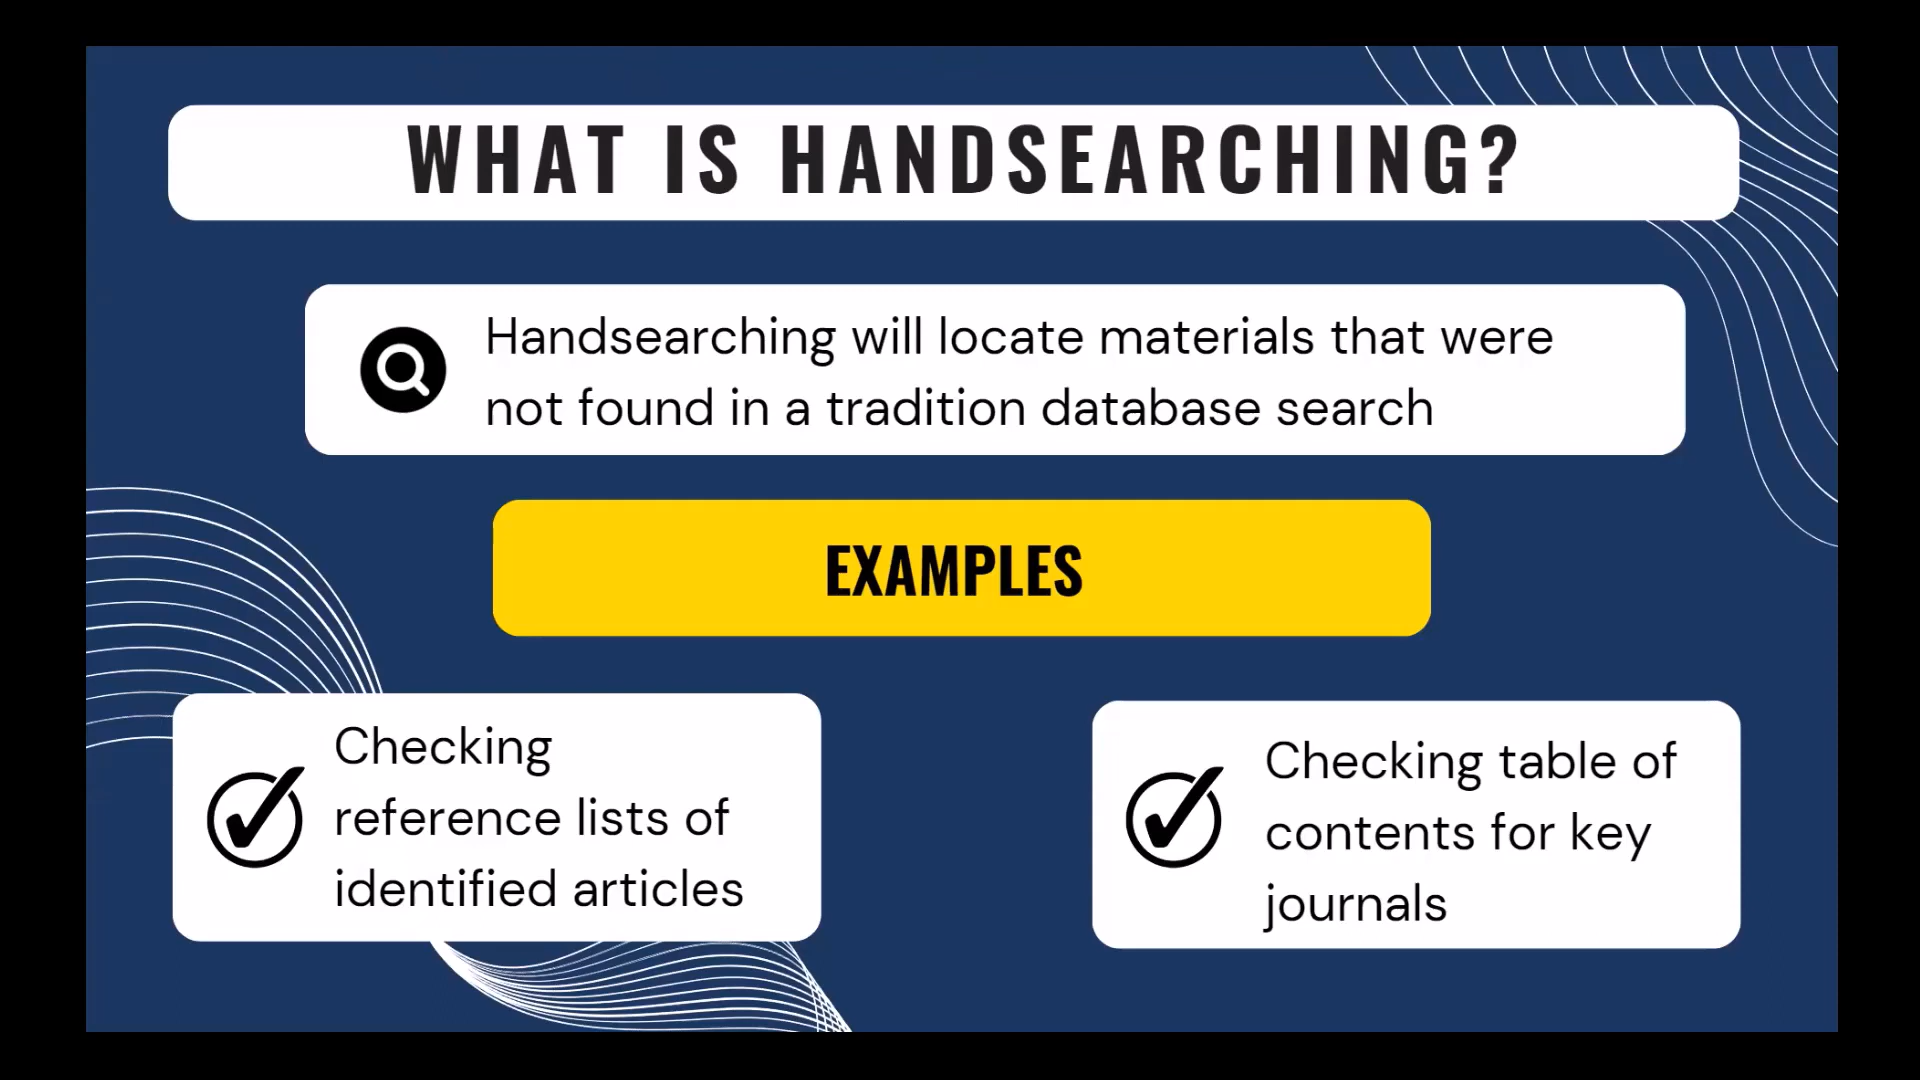 WHAT IS HANDSEARCHING?
Handsearching will locate materials that were
not found in a tradition database search
EXAMPLES
Checking
reference lists of
identified articles
Checking table of
contents for key
journals